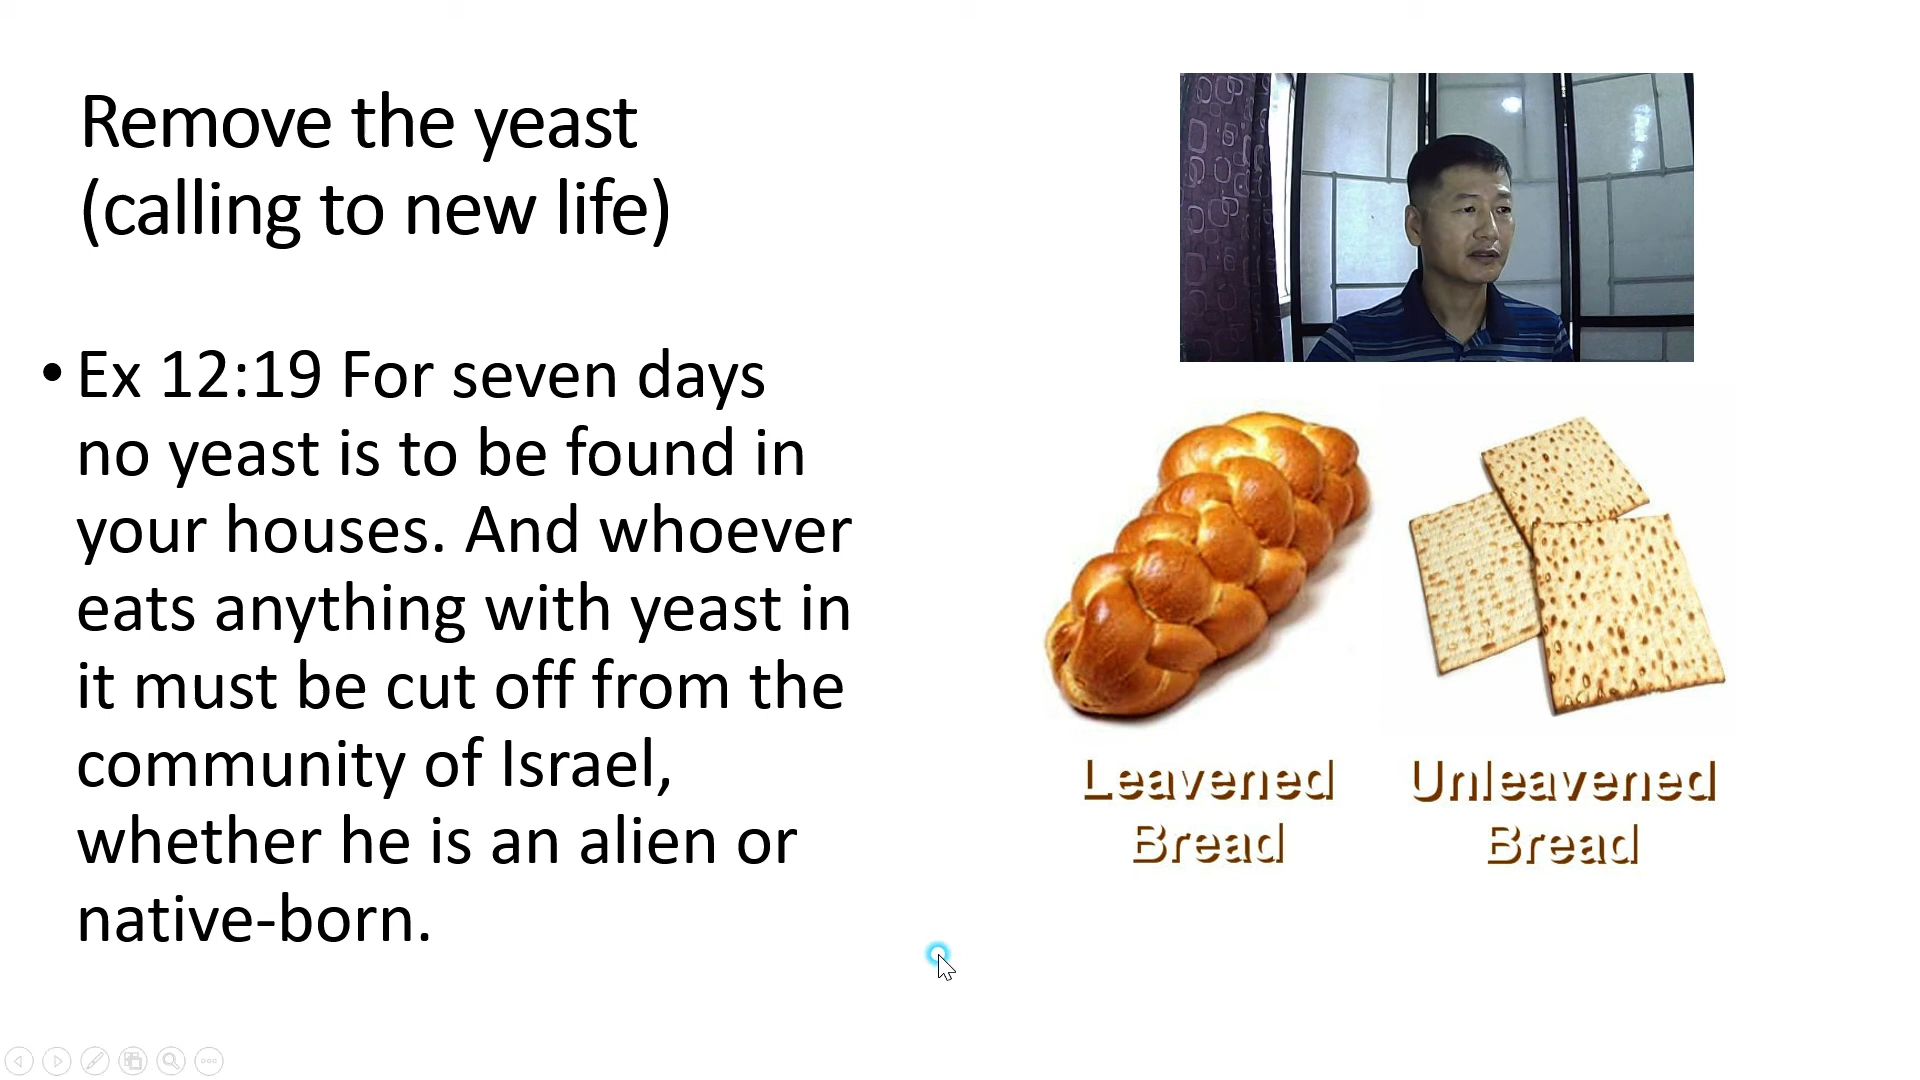 Remove the yeast
(calling to new life)
• Ex 12:19 For seven days
no yeast is to be found in
your houses. And whoever
eats anything with yeast in
it must be cut off from the
community of Israel,
whether he is an alien or
native-born.
Leavened
Bread
Unleavened
Bread